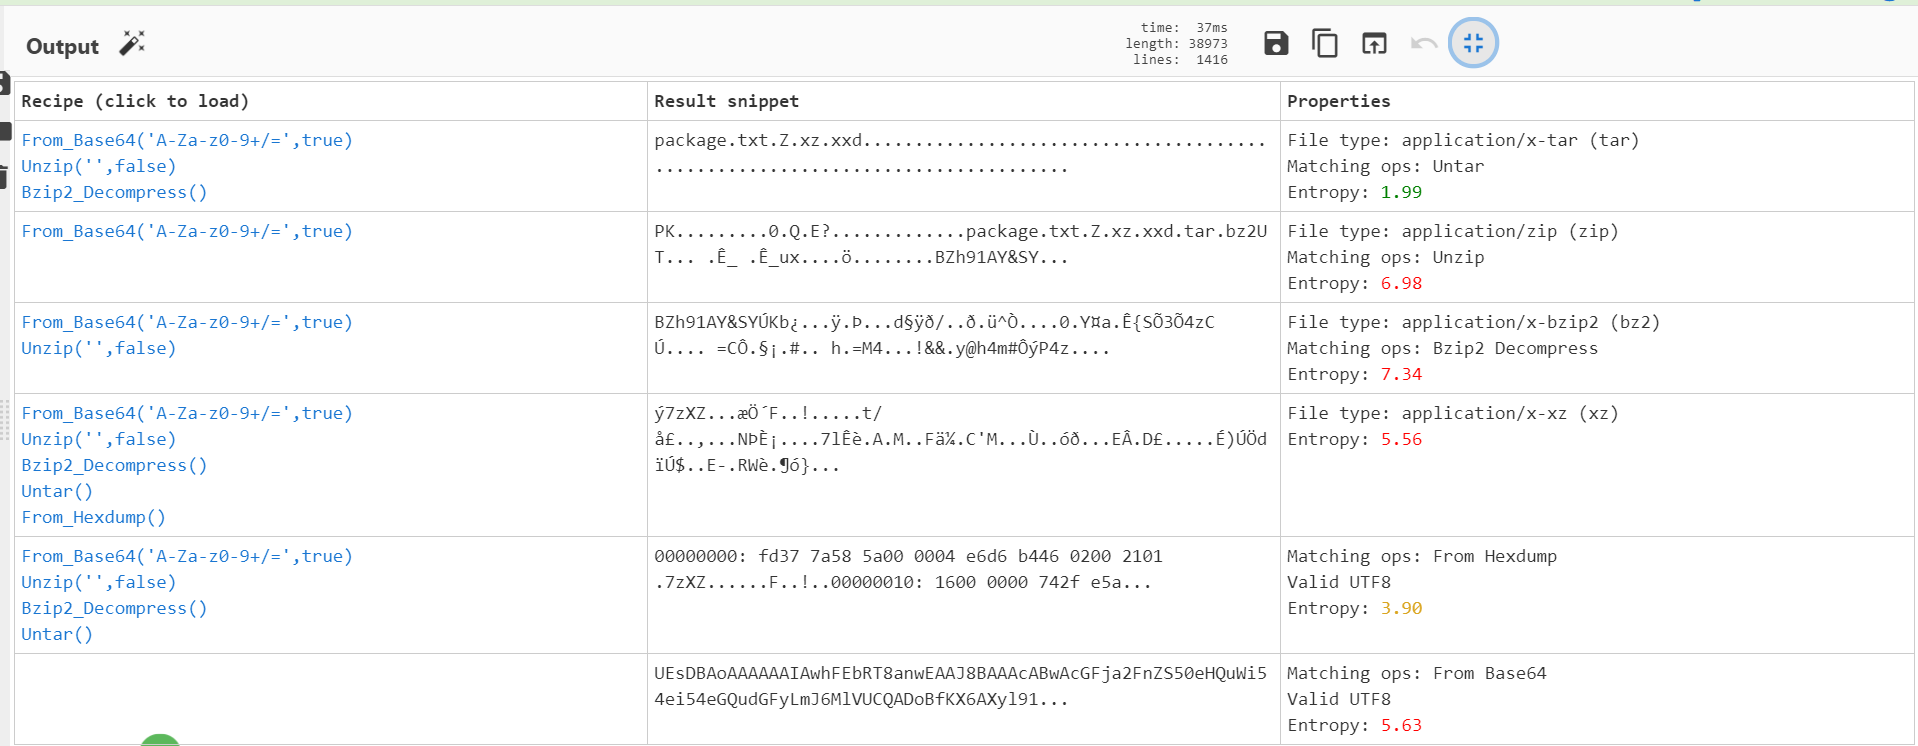 Output
time: 37ms
length: 38973
lines: 1416
Recipe (click to load)
Result snippet
Properties
From_Base64('A-Za-z0-9+/=',true)
Unzip('',false)
Bzip2_Decompress()
package.txt.Z.xz.xxd.......................................
........................................
File type: application/x-tar (tar)
Matching ops: Untar
Entropy: 1.99
From_Base64('A-Za-z0-9+/=',true)
PK.........0.Q.E?.............package.txt.Z.xz.xxd.tar.bz2U
T... .Ê_ .Ê_ux....ö........BZh91AY&SY...
File type: application/zip (zip)
Matching ops: Unzip
Entropy: 6.98
From_Base64('A-Za-z0-9+/=',true)
Unzip('',false)
BZh91AY&SYÚKb¿...ÿ.Þ...d§ÿð/..ð.ü^Ò....0.Y¤a.Ê{SÕ3Õ4zC
Ú.... =CÔ.§¡.#.. h.=M4...!&&.y@h4m#ÔýP4z....
File type: application/x-bzip2 (bz2)
Matching ops: Bzip2 Decompress
Entropy: 7.34
From_Base64('A-Za-z0-9+/=',true)
Unzip('',false)
Bzip2_Decompress()
Untar()
From_Hexdump()
ý7zXZ...æÖ´F..!.....t/
å£..,...NÞÈ¡....7lÊè.A.M..Fä¼.C'M...Ù..óð...EÂ.D£.....É)ÚÖd
ïÚ$..E-.RWè.¶ó}...
File type: application/x-xz (xz)
Entropy: 5.56
From_Base64('A-Za-z0-9+/=',true)
Unzip('',false)
Bzip2_Decompress()
Untar()
00000000: fd37 7a58 5a00 0004 e6d6 b446 0200 2101
.7zXZ......F..!..00000010: 1600 0000 742f e5a...
Matching ops: From Hexdump
Valid UTF8
Entropy: 3.90
UEsDBAoAAAAAAIAwhFEbRT8anwEAAJ8BAAAcABwAcGFja2FnZS50eHQuWi5
4ei54eGQudGFyLmJ6MlVUCQADoBfKX6AXyl91...
Matching ops: From Base64
Valid UTF8
Entropy: 5.63